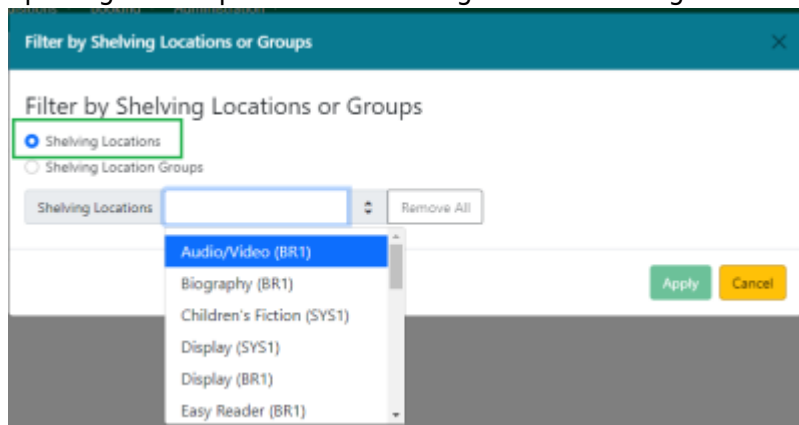 Filter by Shelving Locations or Groups
Filter by Shelving Locations or Groups
Shelving Locations
Shelving Location Groups
Shelving Locations Remove All
Audio/Video (BR1)
Biography (BR1)
Apply Cancel
Children's Fiction (SYS1)
Display (SYS1)
Display (BR1)
Easy Reader (BR1)